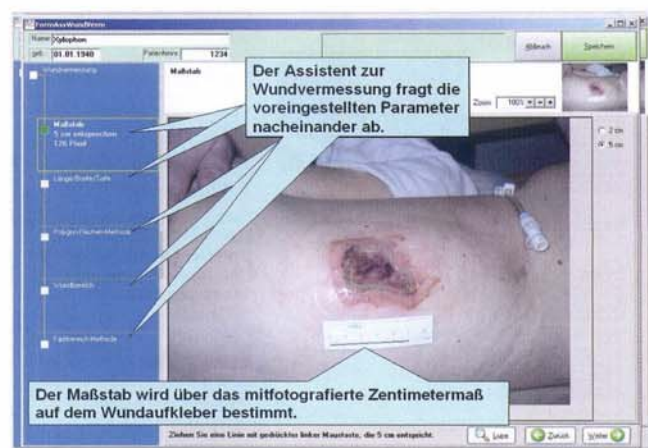 FormAssWundVerm
Name Xylophon
geb. 01.01.1940 Patientennr. 1234
Abbruch
Speichern
Wundvermessung
Maßstab
Zoom 100%
Maßstab
5 cm entsprechen
126 Pixel
Länge/Breite/Tiefe
Polygon-Flächen-Methode
Wundbereich
Farbbereich-Methode
Der Assistent zur
Wundvermessung fragt die
voreingestellten Parameter
nacheinander ab.
2 cm
5 cm
Der Maßstab wird über das mitfotografierte Zentimetermaß
auf dem Wundaufkleber bestimmt.
Ziehen Sie eine Linie mit gedrückter linker Maustaste, die 5 cm entspricht.
Lupe
Zurück
Weiter